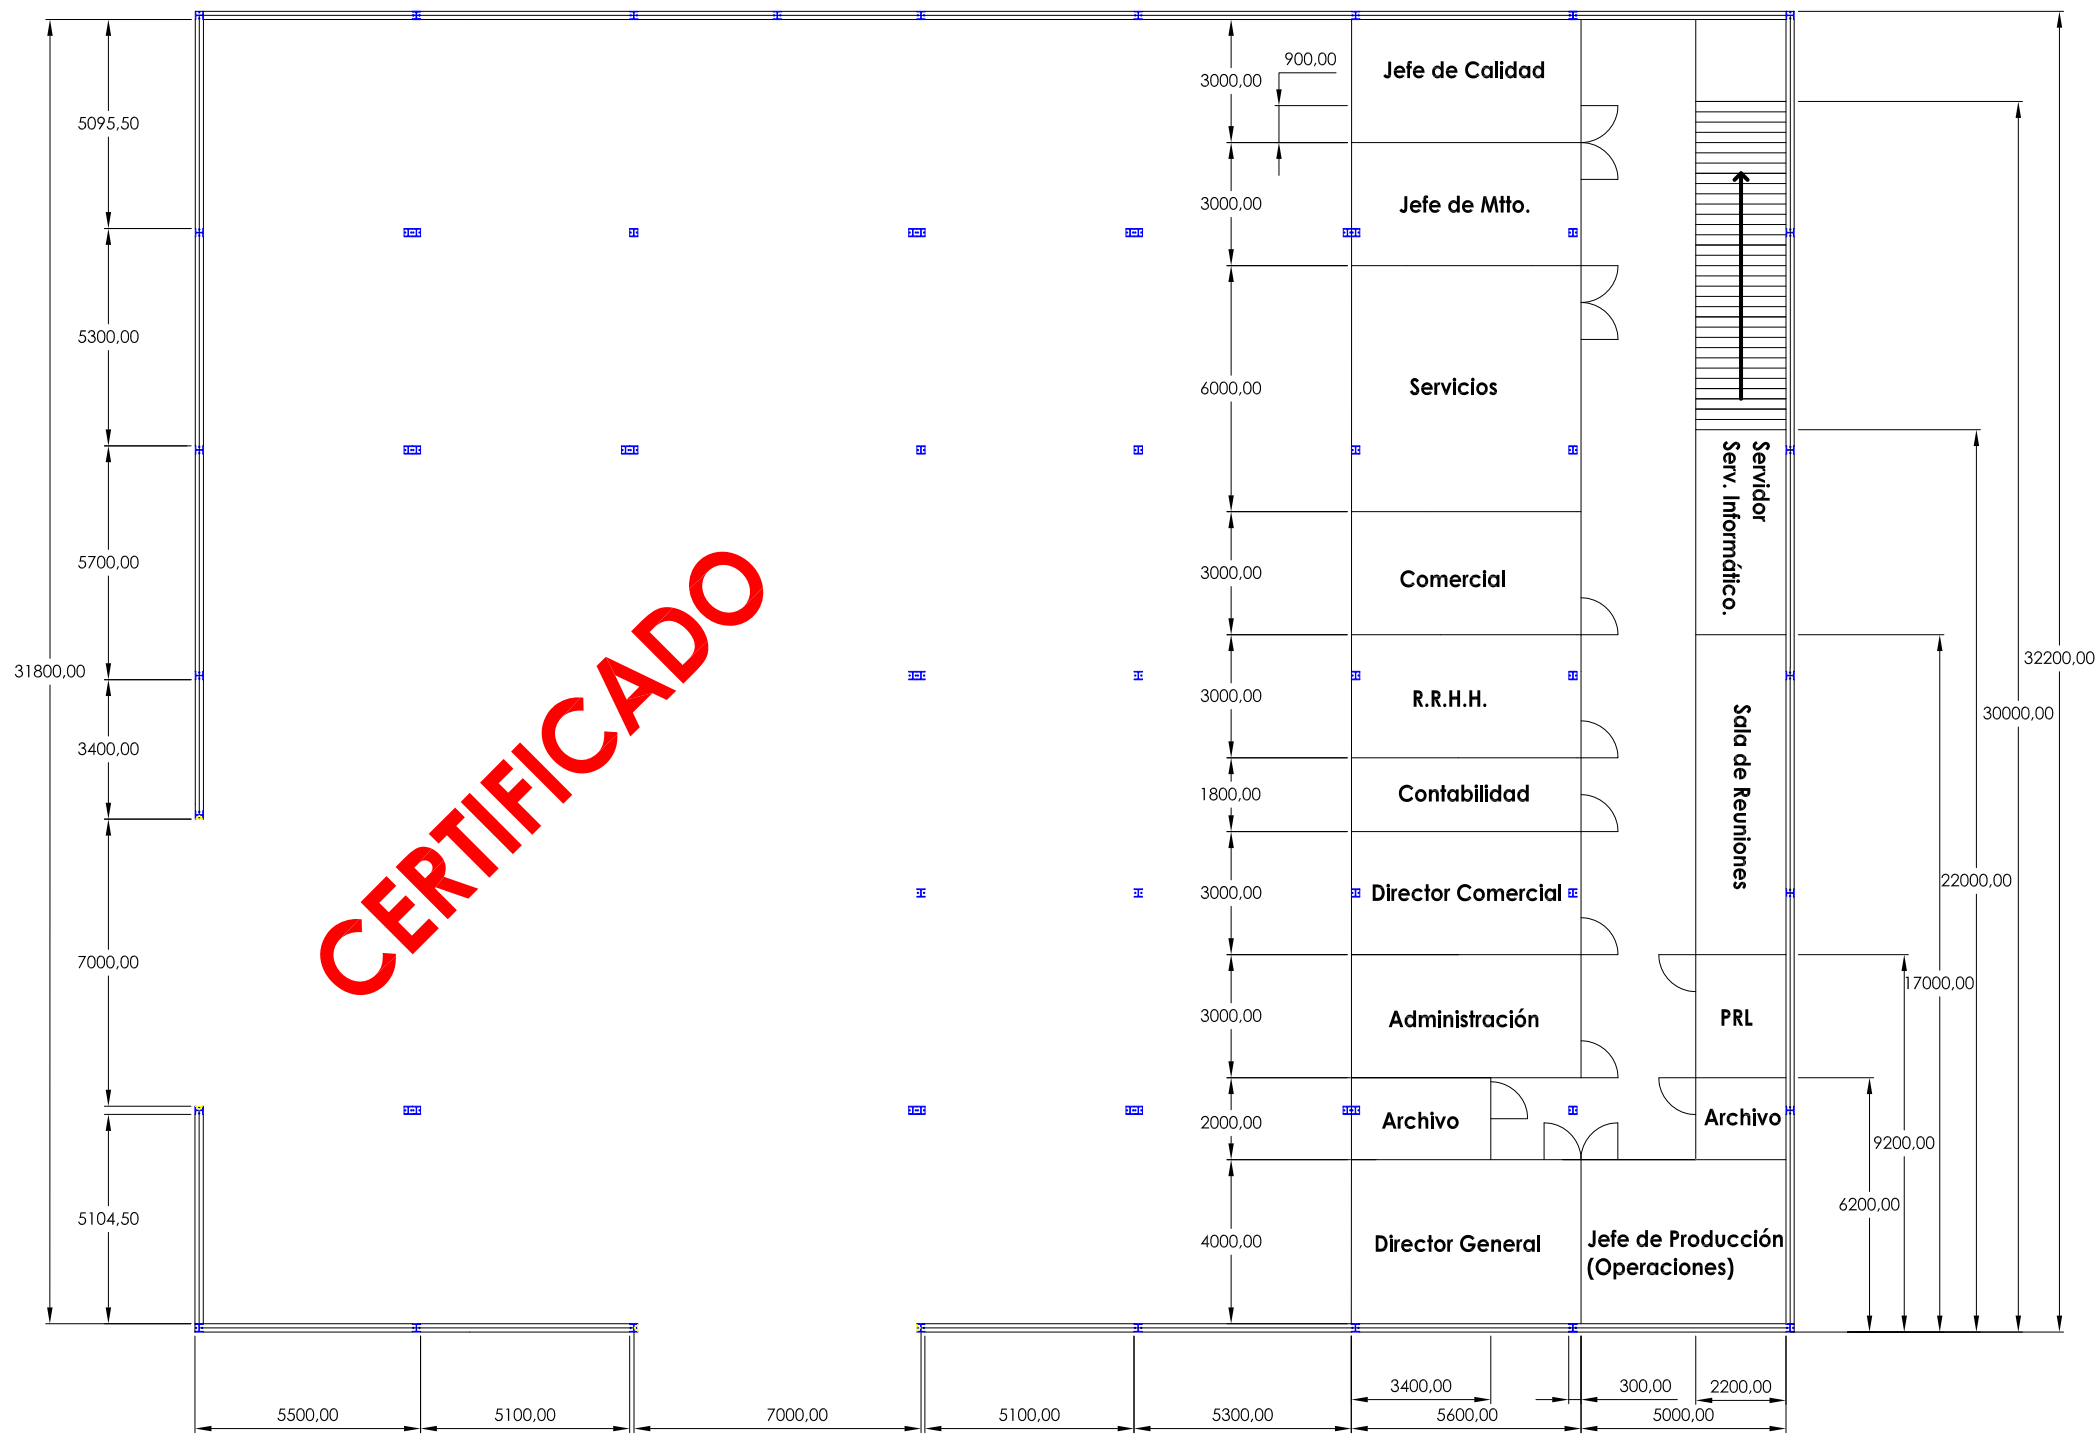 900,00
Jefe de Calidad
3000,00
5095,50
3000,00
Jefe de Mtto.
5300,00
6000,00
Servicios
Servidor
Serv. Informático.
5700,00
3000,00
Comercial
31800,00
32200,00
3000,00
R.R.H.H.
30000,00
3400,00
Sala de Reuniones
1800,00
Contabilidad
CERTIFICADO
3000,00
Director Comercial
22000,00
7000,00
17000,00
3000,00
Administración
PRL
2000,00
Archivo
Archivo
9200,00
6200,00
5104,50
4000,00
Director General
Jefe de Producción
(Operaciones)
3400,00
300,00
2200,00
5500,00
5100,00
7000,00
5100,00
5300,00
5600,00
5000,00